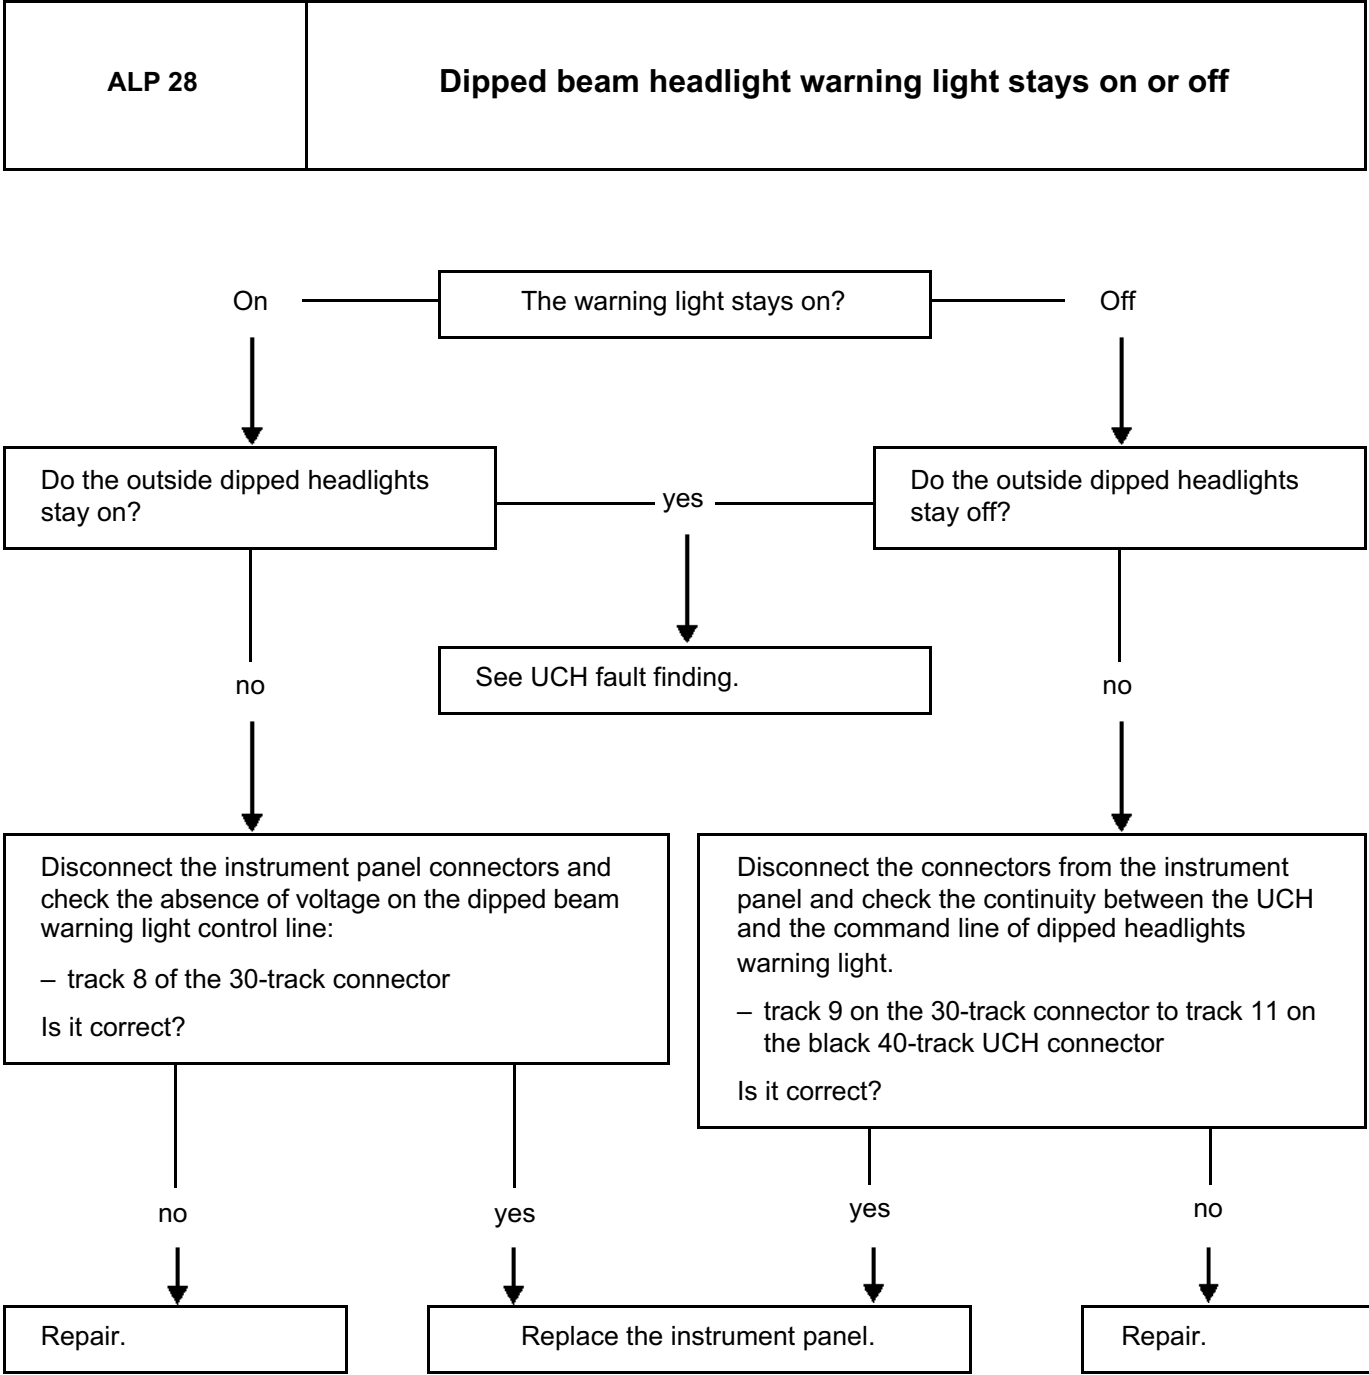 ALP 28
Dipped beam headlight warning light stays on or off
On
The warning light stays on?
Off
Do the outside dipped headlights
stay on?
yes
Do the outside dipped headlights
stay off?
no
See UCH fault finding.
no
Disconnect the instrument panel connectors and
check the absence of voltage on the dipped beam
warning light control line:
– track 8 of the 30-track connector
Is it correct?
Disconnect the connectors from the instrument
panel and check the continuity between the UCH
and the command line of dipped headlights
warning light.
– track 9 on the 30-track connector to track 11 on
the black 40-track UCH connector
Is it correct?
no
yes
yes
no
Repair.
Replace the instrument panel.
Repair.